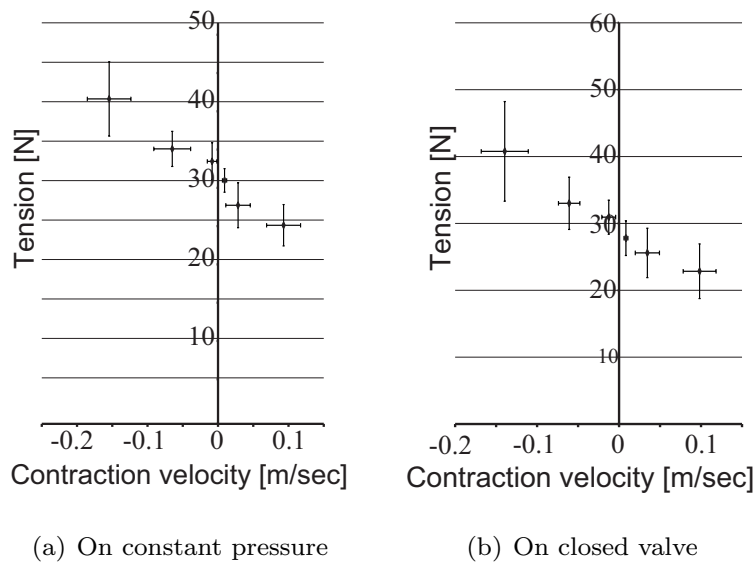 50
40
30
20
10
Tension [N]
-0.2 -0.1 0 0.1
Contraction velocity [m/sec]
(a) On constant pressure
60
50
40
30
20
10
Tension [N]
-0.2 -0.1 0 0.1
Contraction velocity [m/sec]
(b) On closed valve